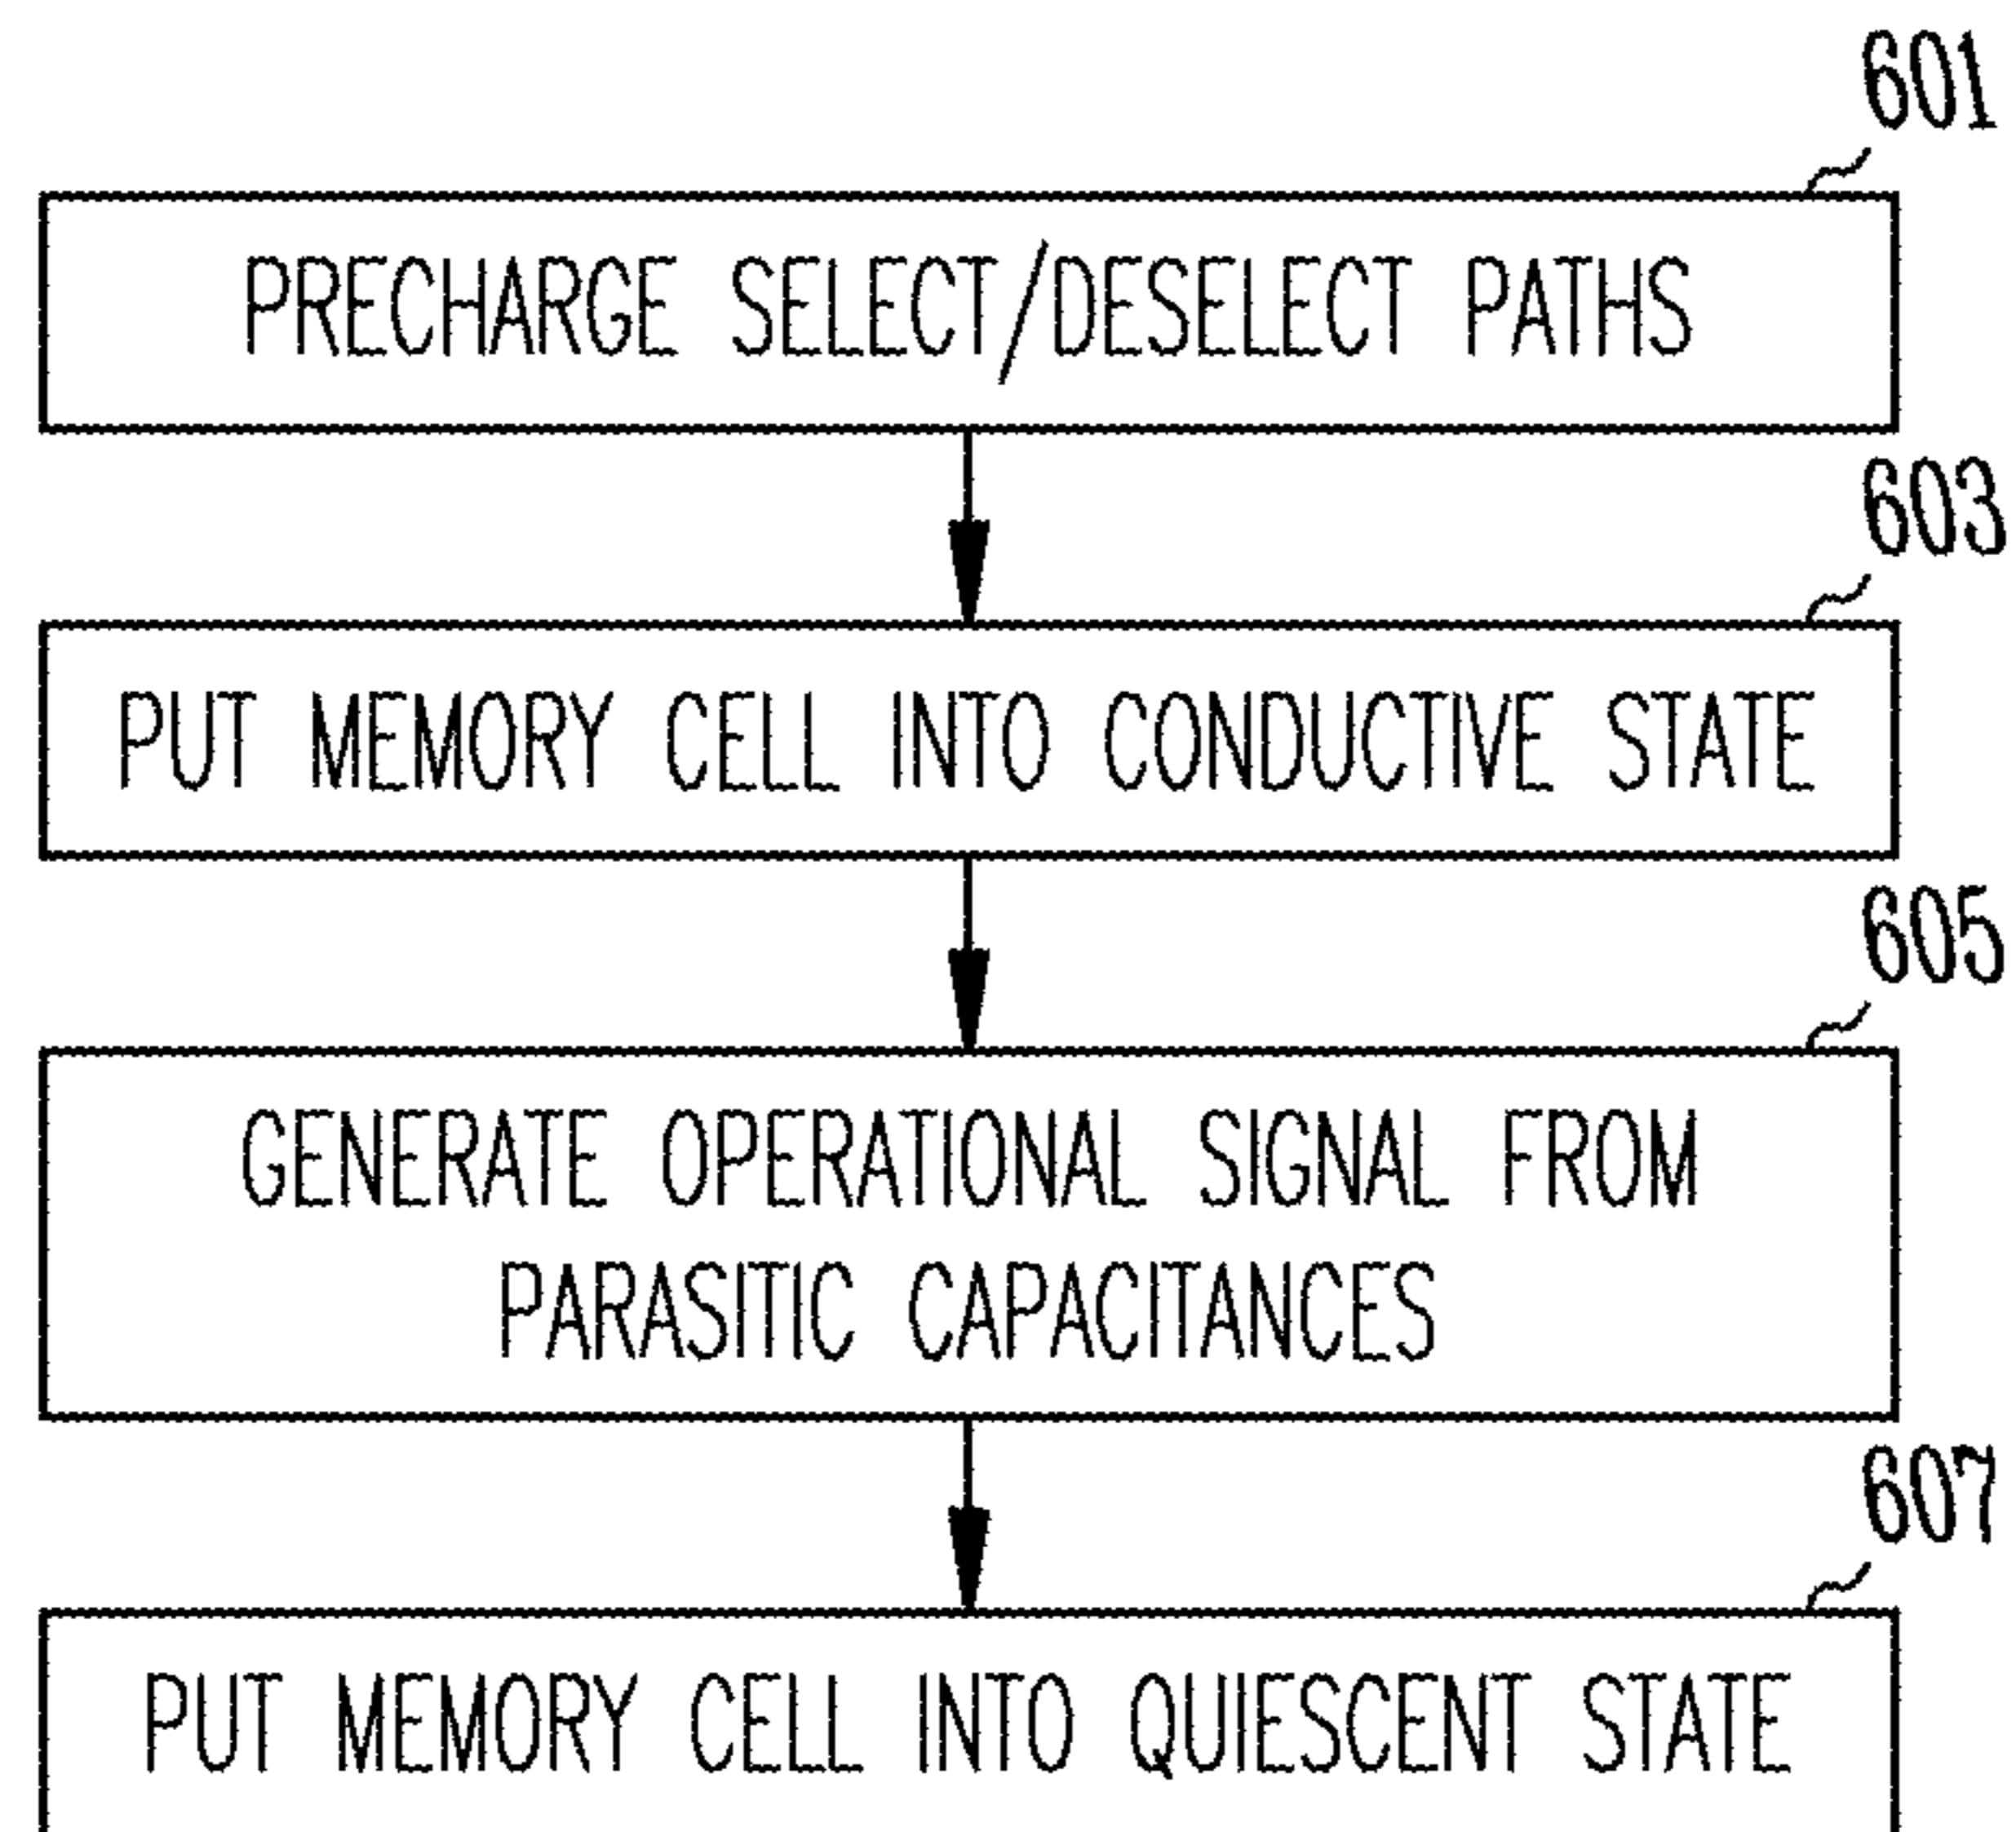 601
PRECHARGE SELECT/DESELECT PATHS
603
PUT MEMORY CELL INTO CONDUCTIVE STATE
605
GENERATE OPERATIONAL SIGNAL FROM
PARASITIC CAPACITANCES
607
PUT MEMORY CELL INTO QUIESCENT STATE